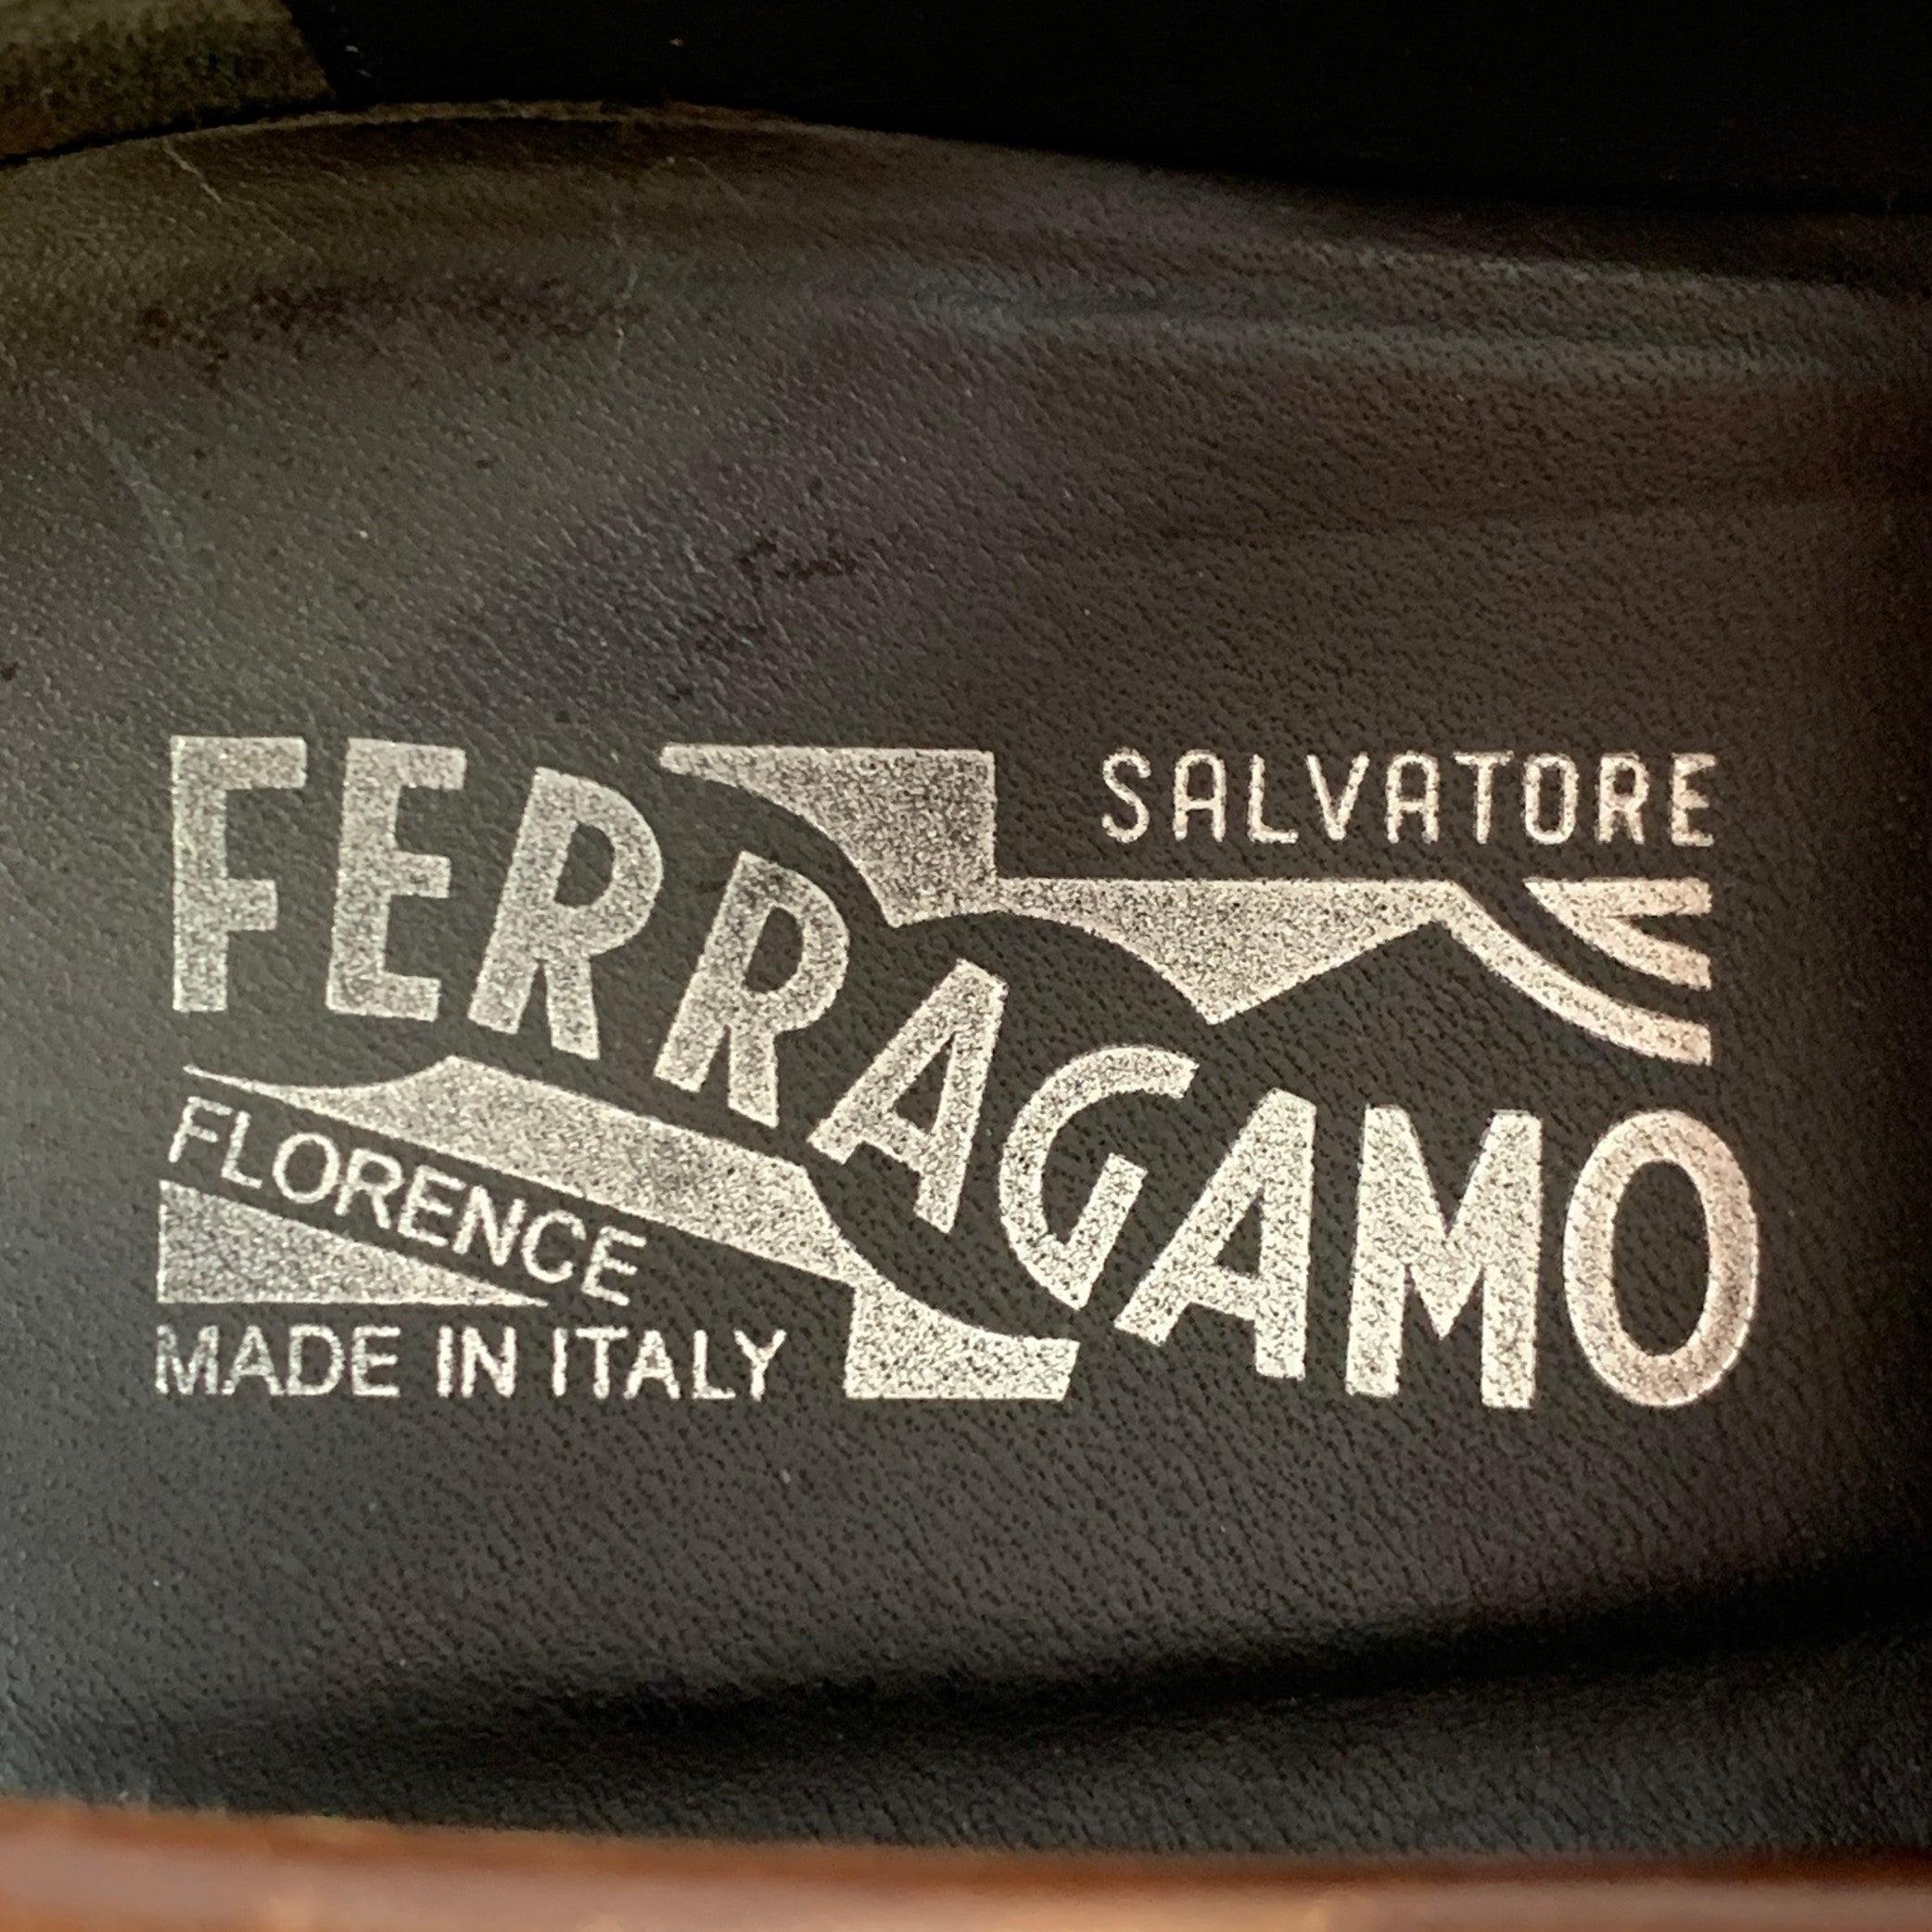 SALVATORE
FERRAGAMO
FLORENCE
MADE IN ITALY